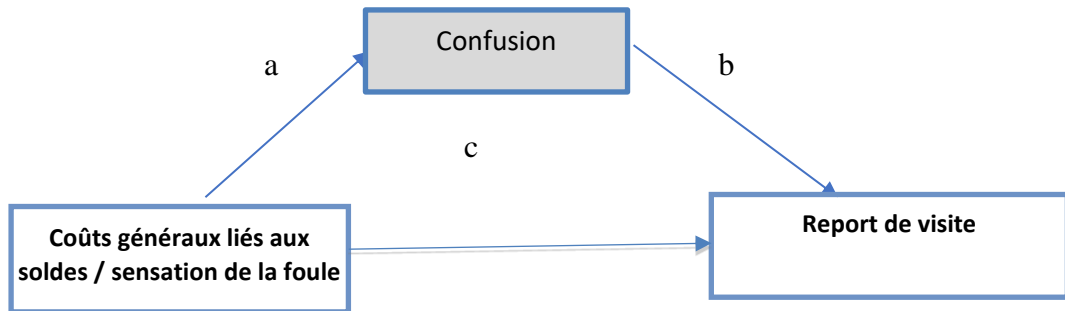 Confusion
a
b
c
Coûts généraux liés aux
soldes / sensation de la foule
Report de visite